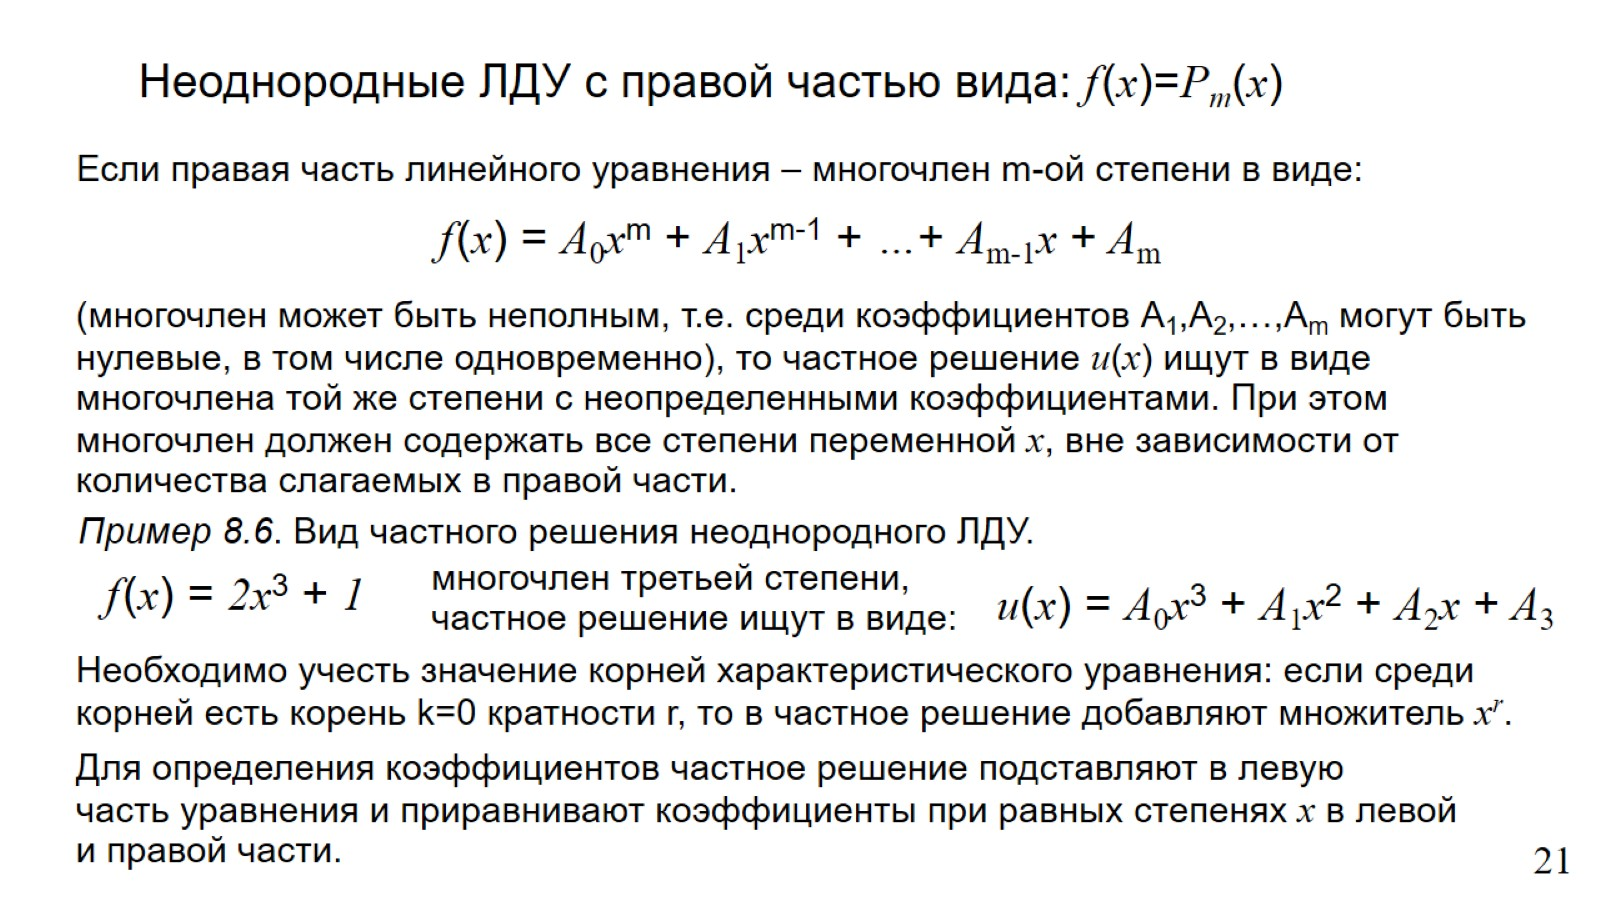 Неоднородные ЛДУ с правой частью вида: f(x)=Pₘ(x)
Если правая часть линейного уравнения – многочлен m-ой степени в виде:
f(x) = A₀xᵐ + A₁xᵐ⁻¹ + …+ Aₘ₋₁x + Aₘ
(многочлен может быть неполным, т.е. среди коэффициентов A₁,A₂,…,Aₘ могут быть
нулевые, в том числе одновременно), то частное решение u(x) ищут в виде
многочлена той же степени с неопределенными коэффициентами. При этом
многочлен должен содержать все степени переменной x, вне зависимости от
количества слагаемых в правой части.
Пример 8.6. Вид частного решения неоднородного ЛДУ.
f(x) = 2x³ + 1
многочлен третьей степени,
частное решение ищут в виде:
u(x) = A₀x³ + A₁x² + A₂x + A₃
Необходимо учесть значение корней характеристического уравнения: если среди
корней есть корень k=0 кратности r, то в частное решение добавляют множитель xʳ.
Для определения коэффициентов частное решение подставляют в левую
часть уравнения и приравнивают коэффициенты при равных степенях x в левой
и правой части.
21